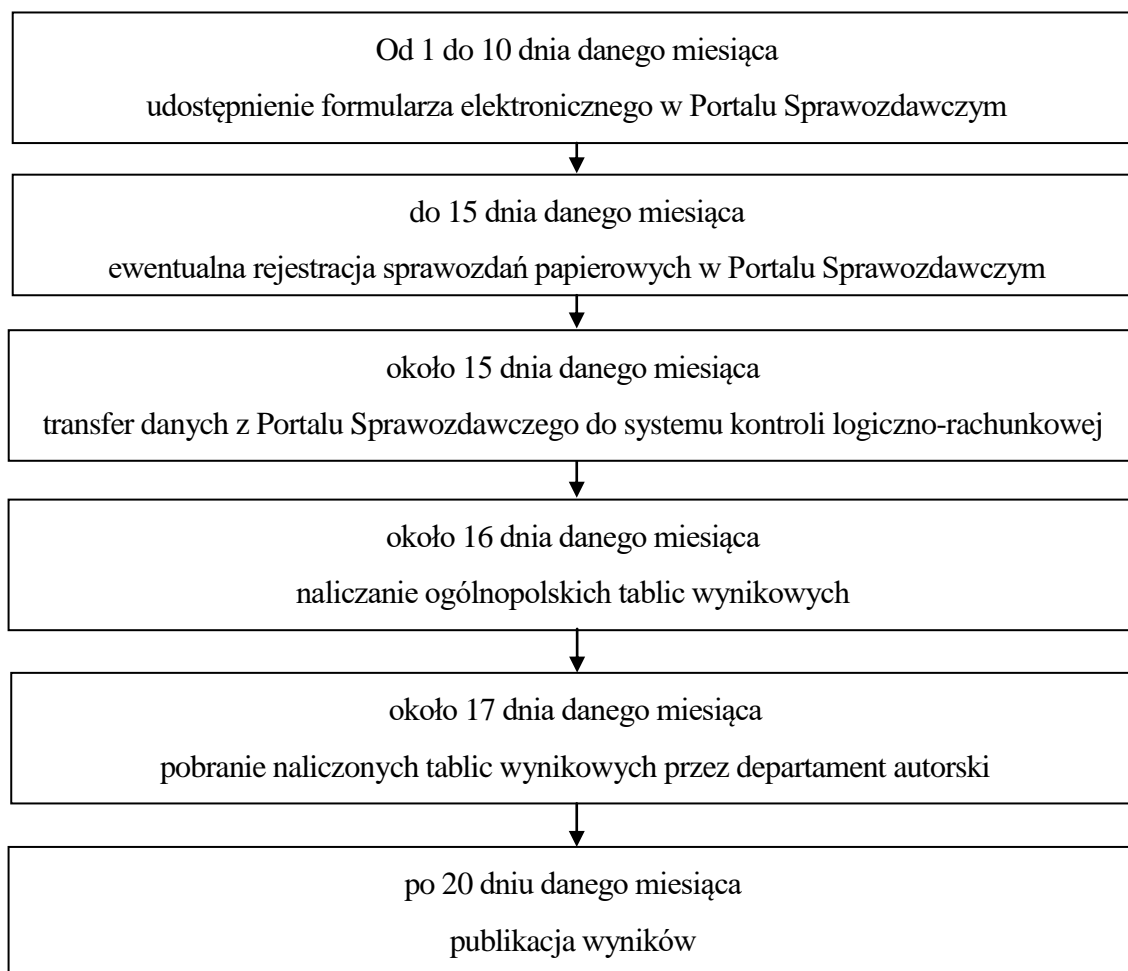 Od 1 do 10 dnia danego miesiąca
udostępnienie formularza elektronicznego w Portalu Sprawozdawczym
do 15 dnia danego miesiąca
ewentualna rejestracja sprawozdań papierowych w Portalu Sprawozdawczym
około 15 dnia danego miesiąca
transfer danych z Portalu Sprawozdawczego do systemu kontroli logiczno-rachunkowej
około 16 dnia danego miesiąca
naliczanie ogólnopolskich tablic wynikowych
około 17 dnia danego miesiąca
pobranie naliczonych tablic wynikowych przez departament autorski
po 20 dniu danego miesiąca
publikacja wyników